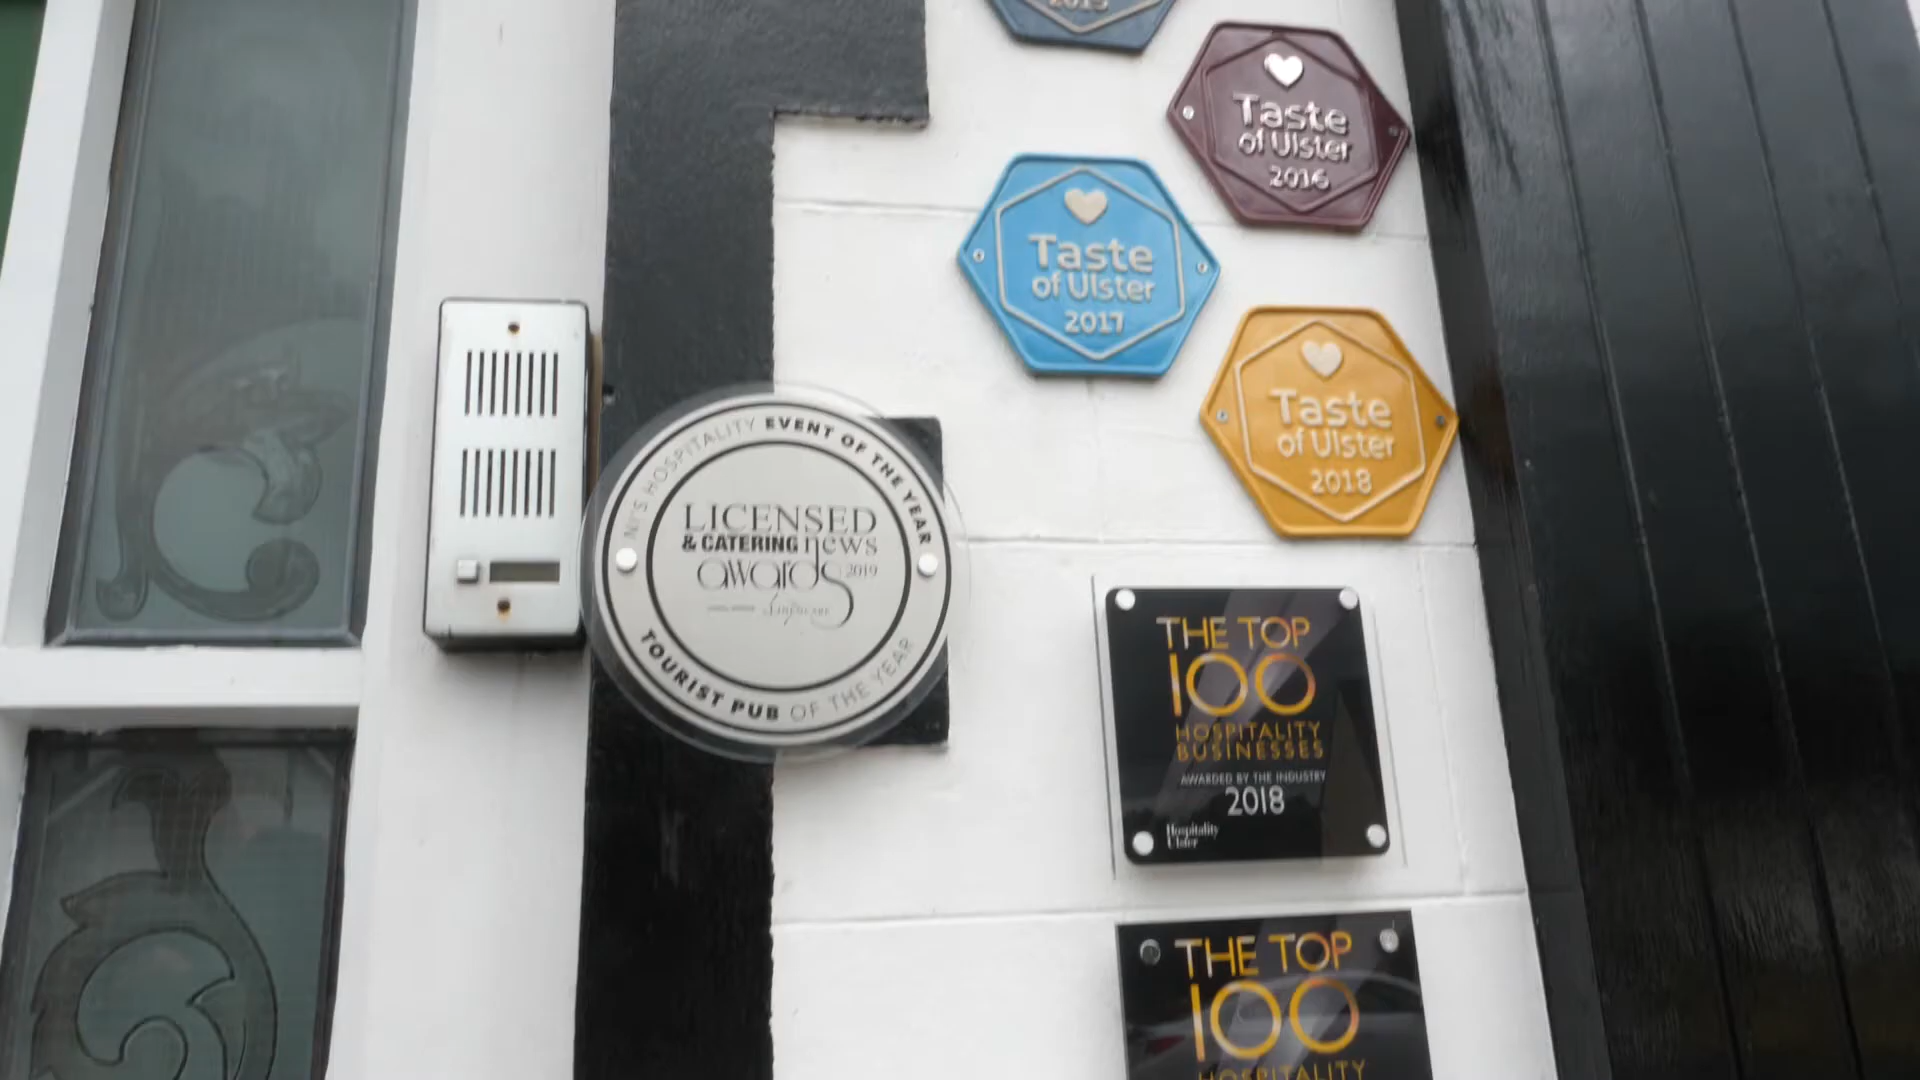 2015
Taste
of Ulster
2016
Taste
of Ulster
2017
Taste
of Ulster
2018
NI'S HOSPITALITY EVENT OF THE YEAR
LICENSED
& CATERING news
awards 2019
TOURIST PUB OF THE YEAR
THE TOP
100
HOSPITALITY
BUSINESSES
AWARDED BY THE INDUSTRY
2018
Hospitality
Ulster
THE TOP
100
HOSPITALITY